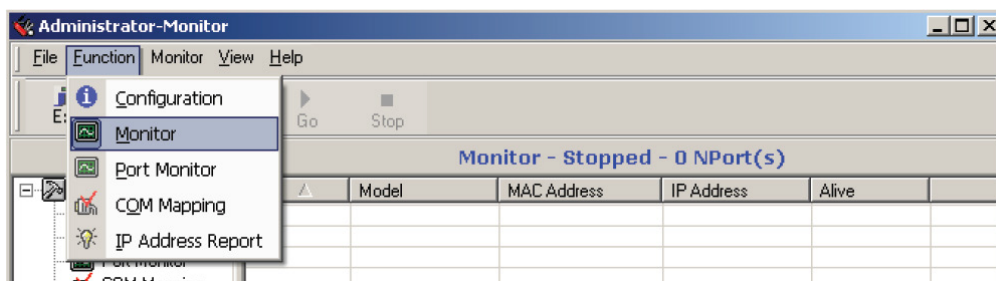 Administrator-Monitor
File Function Monitor View Help
Configuration
Monitor
Port Monitor
COM Mapping
IP Address Report
Go Stop
Monitor - Stopped - 0 NPort(s)
Model MAC Address IP Address Alive